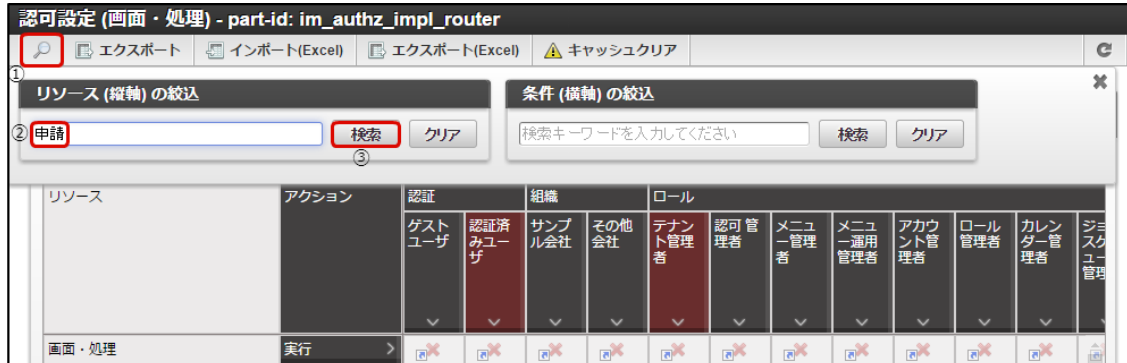 認可設定 (画面・処理) - part-id: im_authz_impl_router
エクスポート インポート(Excel) エクスポート(Excel) キャッシュクリア
①
リソース (縦軸) の絞込 条件 (横軸) の絞込
② 申請 検索 クリア 検索キーワードを入力してください 検索 クリア
③
リソース アクション 認証 組織 ロール
ゲストユーザ 認証済みユーザ サンプル会社 その他会社 テナント管理者 認可管理者 メニュー管理者 メニュー運用管理者 アカウント管理者 ロール管理者 カレンダー管理者
画面・処理 実行